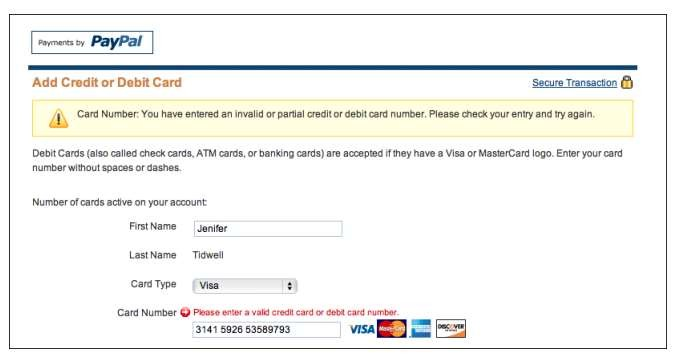 Payments by PayPal
Add Credit or Debit Card
Secure Transaction
Card Number: You have entered an invalid or partial credit or debit card number. Please check your entry and try again.
Debit Cards (also called check cards, ATM cards, or banking cards) are accepted if they have a Visa or MasterCard logo. Enter your card
number without spaces or dashes.
Number of cards active on your account:
First Name Jenifer
Last Name Tidwell
Card Type Visa
Card Number Please enter a valid credit card or debit card number.
3141 5926 53589793 VISA MasterCard DISCOVER